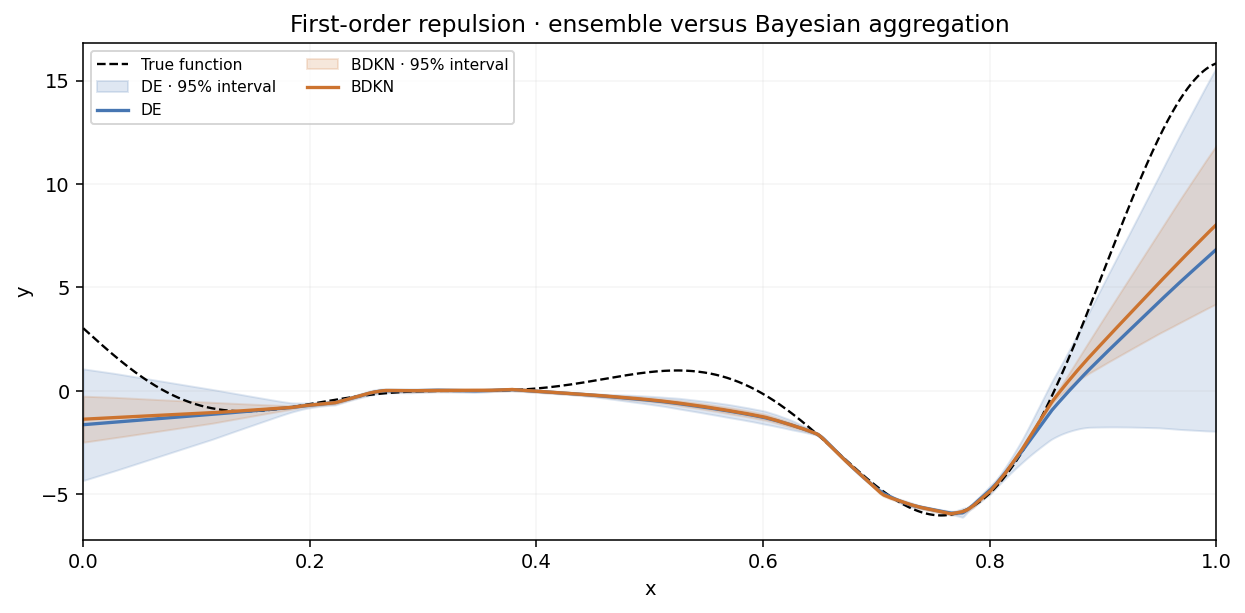 First-order repulsion · ensemble versus Bayesian aggregation
True function
DE · 95% interval
DE
BDKN · 95% interval
BDKN
y
15
10
5
0
−5
0.0 0.2 0.4 0.6 0.8 1.0
x